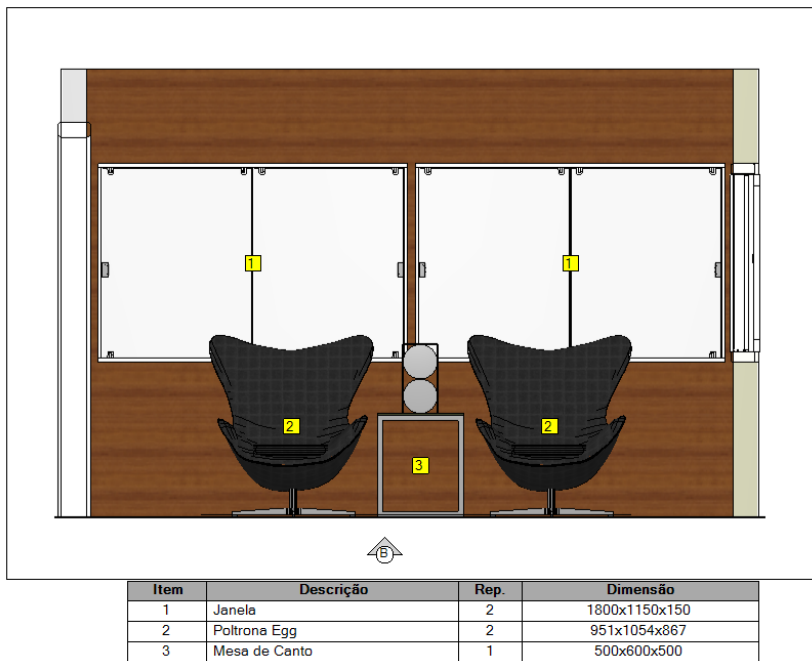 1 1
2 2
3
B
Item Descrição Rep. Dimensão
1 Janela 2 1800x1150x150
2 Poltrona Egg 2 951x1054x867
3 Mesa de Canto 1 500x600x500